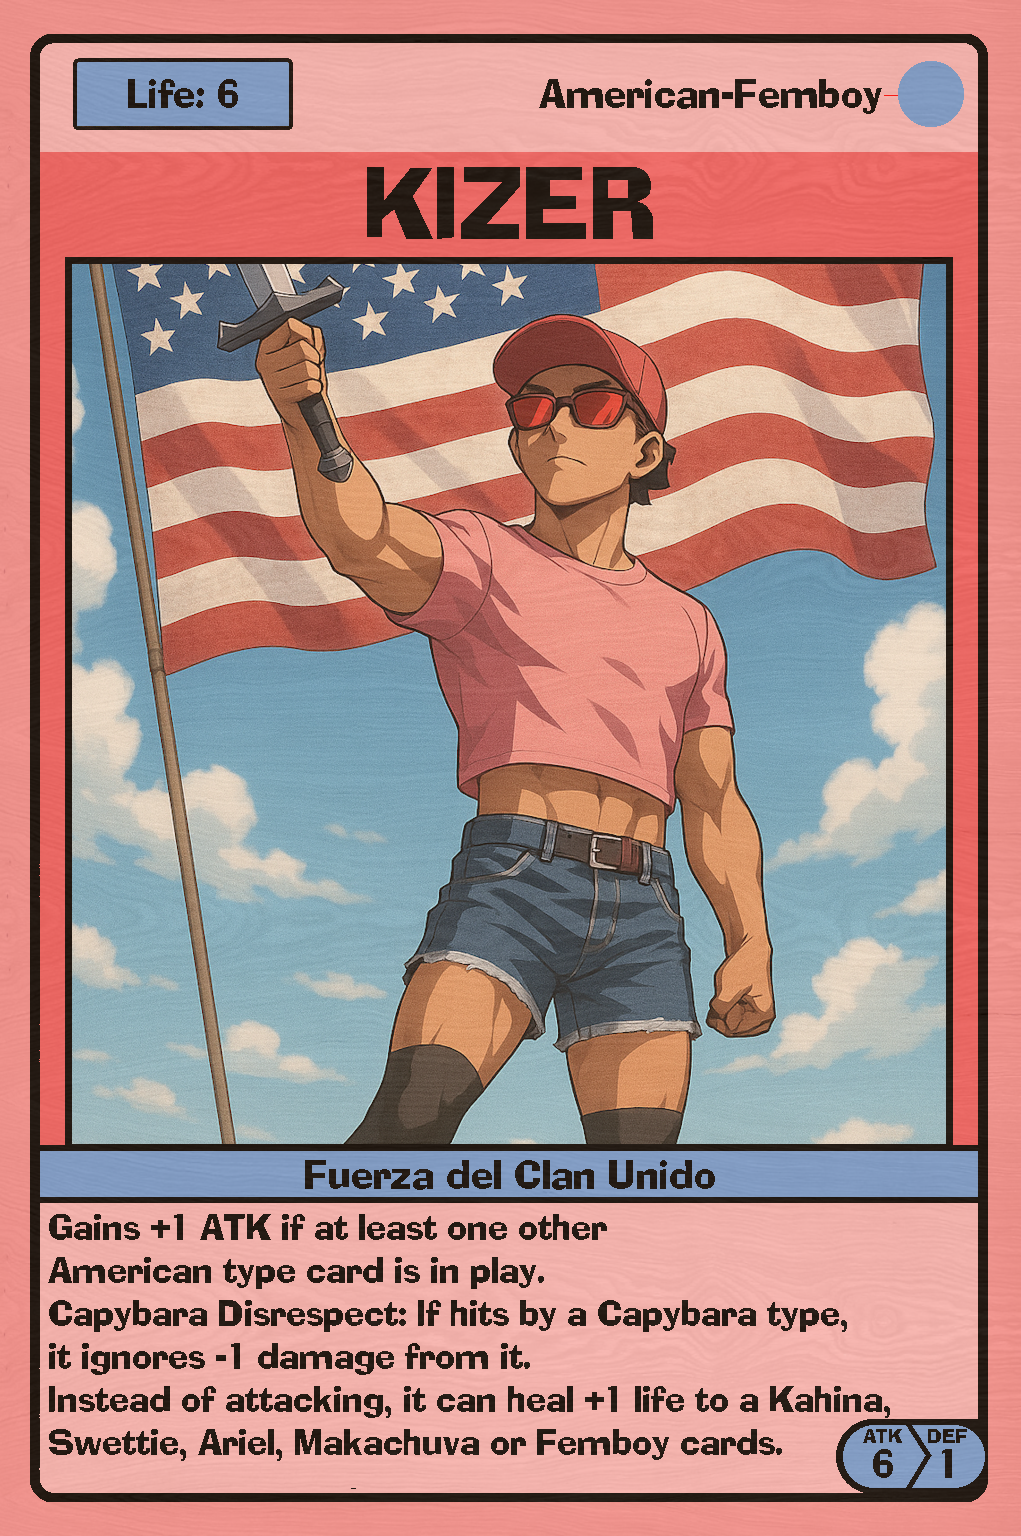 Life: 6
American-Femboy
KIZER
Fuerza del Clan Unido
Gains +1 ATK if at least one other
American type card is in play.
Capybara Disrespect: If hits by a Capybara type,
it ignores -1 damage from it.
Instead of attacking, it can heal +1 life to a Kahina,
Swettie, Ariel, Makachuva or Femboy cards.
ATK DEF
6 1